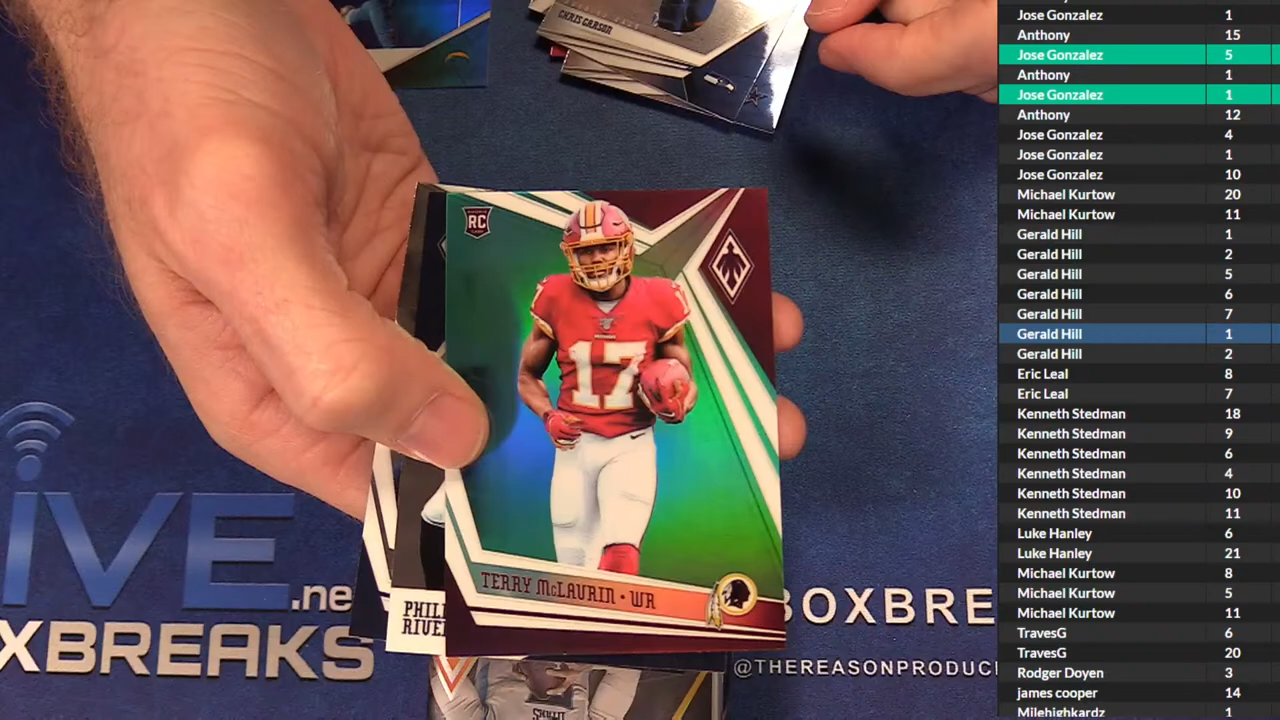 CHRIS CARSON
RC
17
17
TERRY McLAURIN • WR
PHIL
RIVE
iVE
.ne
BOXBRE
XBREAKS
@THEREASONPRODUC
Jose Gonzalez 1
Anthony 15
Jose Gonzalez 5
Anthony 1
Jose Gonzalez 1
Anthony 12
Jose Gonzalez 4
Jose Gonzalez 1
Jose Gonzalez 10
Michael Kurtow 20
Michael Kurtow 11
Gerald Hill 1
Gerald Hill 2
Gerald Hill 5
Gerald Hill 6
Gerald Hill 7
Gerald Hill 1
Gerald Hill 2
Eric Leal 8
Eric Leal 7
Kenneth Stedman 18
Kenneth Stedman 9
Kenneth Stedman 6
Kenneth Stedman 4
Kenneth Stedman 10
Kenneth Stedman 11
Luke Hanley 6
Luke Hanley 21
Michael Kurtow 8
Michael Kurtow 5
Michael Kurtow 11
TravesG 6
TravesG 20
Rodger Doyen 3
james cooper 14
Milehighkardz 1